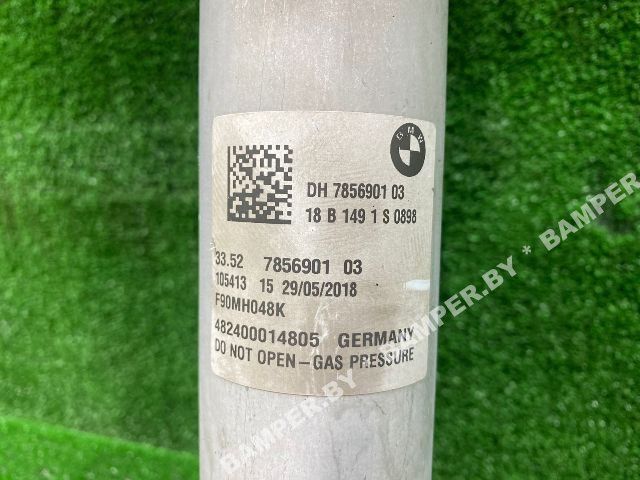 BMW
DH 7856901 03
18 B 149 1 S 0898
33.52 7856901 03
105413 15 29/05/2018
F90MH048K
482400014805 GERMANY
DO NOT OPEN-GAS PRESSURE
BAMPER.BY * BAMPER.BY * BAMPER.BY * BAMPER.BY